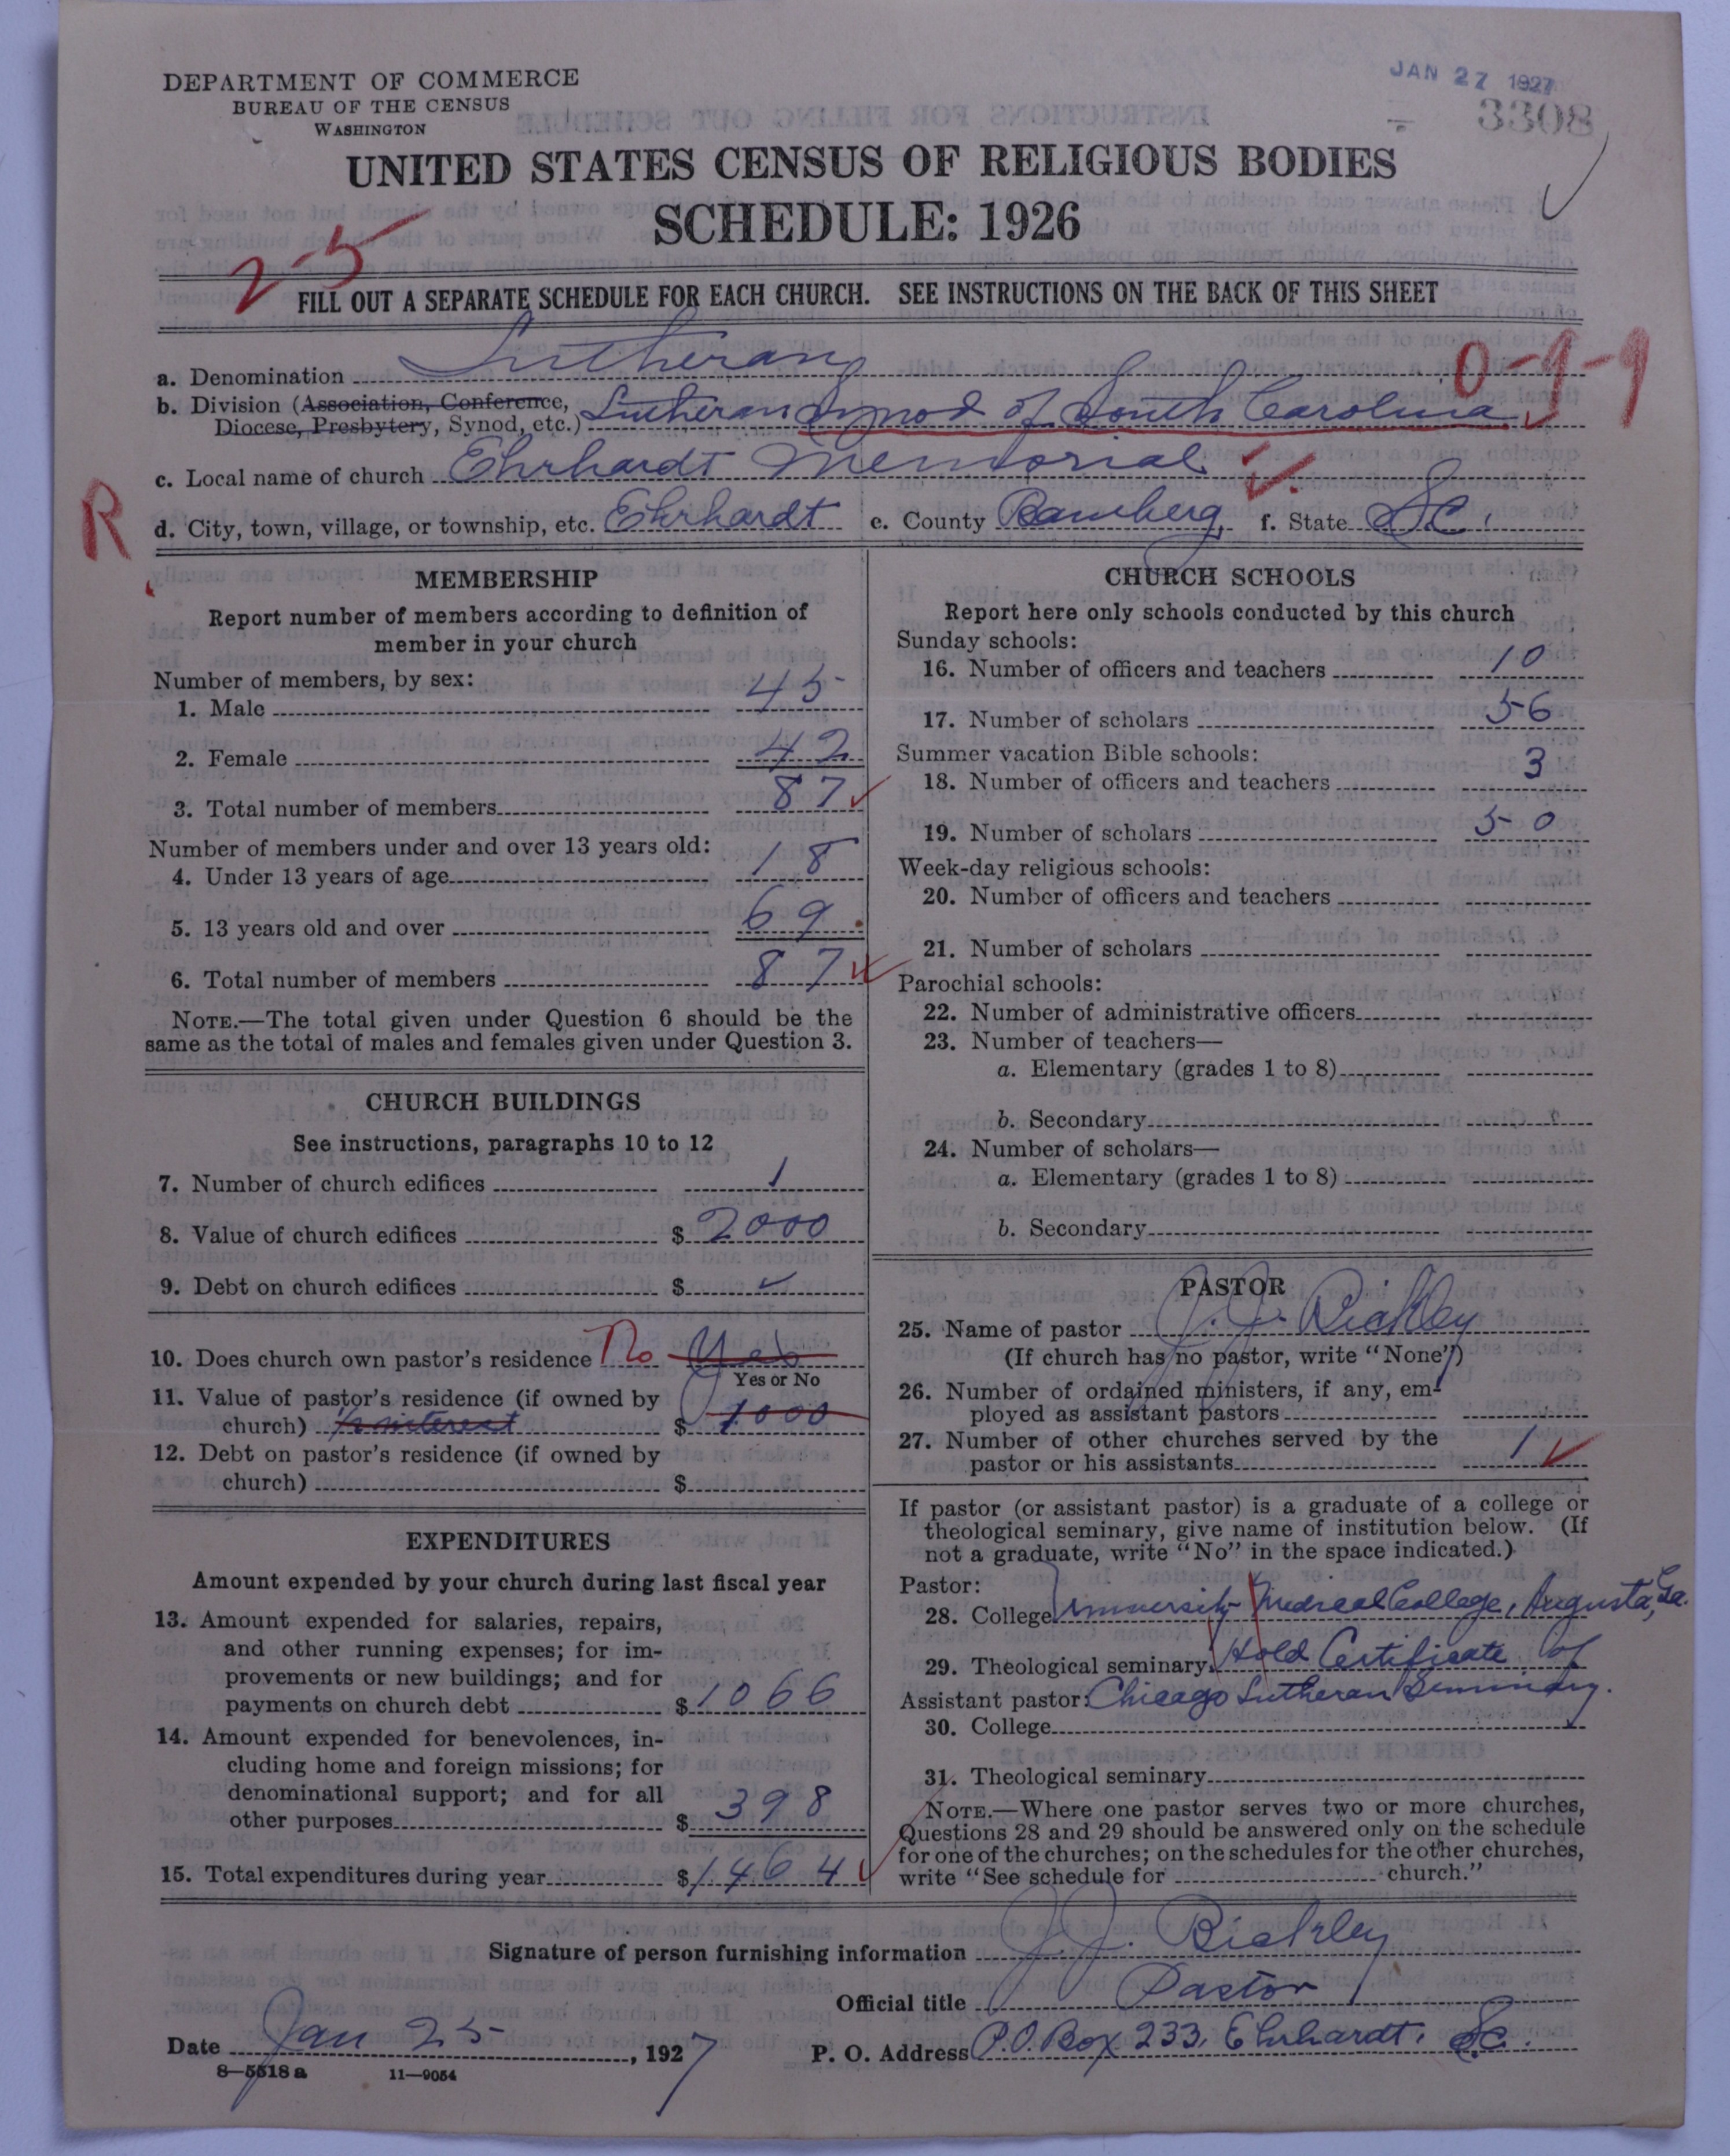 DEPARTMENT OF COMMERCE
BUREAU OF THE CENSUS
WASHINGTON
JAN 27 1927
3308
UNITED STATES CENSUS OF RELIGIOUS BODIES
SCHEDULE: 1926
2-5
FILL OUT A SEPARATE SCHEDULE FOR EACH CHURCH. SEE INSTRUCTIONS ON THE BACK OF THIS SHEET
a. Denomination Lutheran
0-9-9
b. Division (Association, Conference,
Diocese, Presbytery, Synod, etc.) Lutheran Synod of South Carolina
c. Local name of church Ehrhardt Memorial
R
d. City, town, village, or township, etc. Ehrhardt e. County Bamberg f. State S.C.
MEMBERSHIP
Report number of members according to definition of
member in your church
Number of members, by sex:
1. Male 45
2. Female 42
3. Total number of members 87
Number of members under and over 13 years old:
4. Under 13 years of age 18
5. 13 years old and over 69
6. Total number of members 87
NOTE.—The total given under Question 6 should be the
same as the total of males and females given under Question 3.
CHURCH BUILDINGS
See instructions, paragraphs 10 to 12
7. Number of church edifices 1
8. Value of church edifices $ 2000
9. Debt on church edifices $
10. Does church own pastor's residence No Yes
Yes or No
11. Value of pastor's residence (if owned by
church) ½ interest $ 1000
12. Debt on pastor's residence (if owned by
church) $
EXPENDITURES
Amount expended by your church during last fiscal year
13. Amount expended for salaries, repairs,
and other running expenses; for im-
provements or new buildings; and for
payments on church debt $ 1066
14. Amount expended for benevolences, in-
cluding home and foreign missions; for
denominational support; and for all
other purposes $ 398
15. Total expenditures during year $ 1464
CHURCH SCHOOLS
Report here only schools conducted by this church
Sunday schools:
16. Number of officers and teachers 10
17. Number of scholars 56
Summer vacation Bible schools:
18. Number of officers and teachers 3
19. Number of scholars 50
Week-day religious schools:
20. Number of officers and teachers
21. Number of scholars
Parochial schools:
22. Number of administrative officers
23. Number of teachers—
a. Elementary (grades 1 to 8)
b. Secondary
24. Number of scholars—
a. Elementary (grades 1 to 8)
b. Secondary
PASTOR
25. Name of pastor J. J. Bickley
(If church has no pastor, write "None")
26. Number of ordained ministers, if any, em-
ployed as assistant pastors
27. Number of other churches served by the
pastor or his assistants 1
If pastor (or assistant pastor) is a graduate of a college or
theological seminary, give name of institution below. (If
not a graduate, write "No" in the space indicated.)
Pastor:
28. College University Medical College, Augusta, Ga.
29. Theological seminary Hold Certificate of
Assistant pastor: Chicago Lutheran Seminary.
30. College
31. Theological seminary
NOTE.—Where one pastor serves two or more churches,
Questions 28 and 29 should be answered only on the schedule
for one of the churches; on the schedules for the other churches,
write "See schedule for church."
Signature of person furnishing information J. J. Bickley
Official title Pastor
Date Jan 25, 1927
P. O. Address P.O. Box 233, Ehrhardt, S.C.
8—5518 a 11—9054